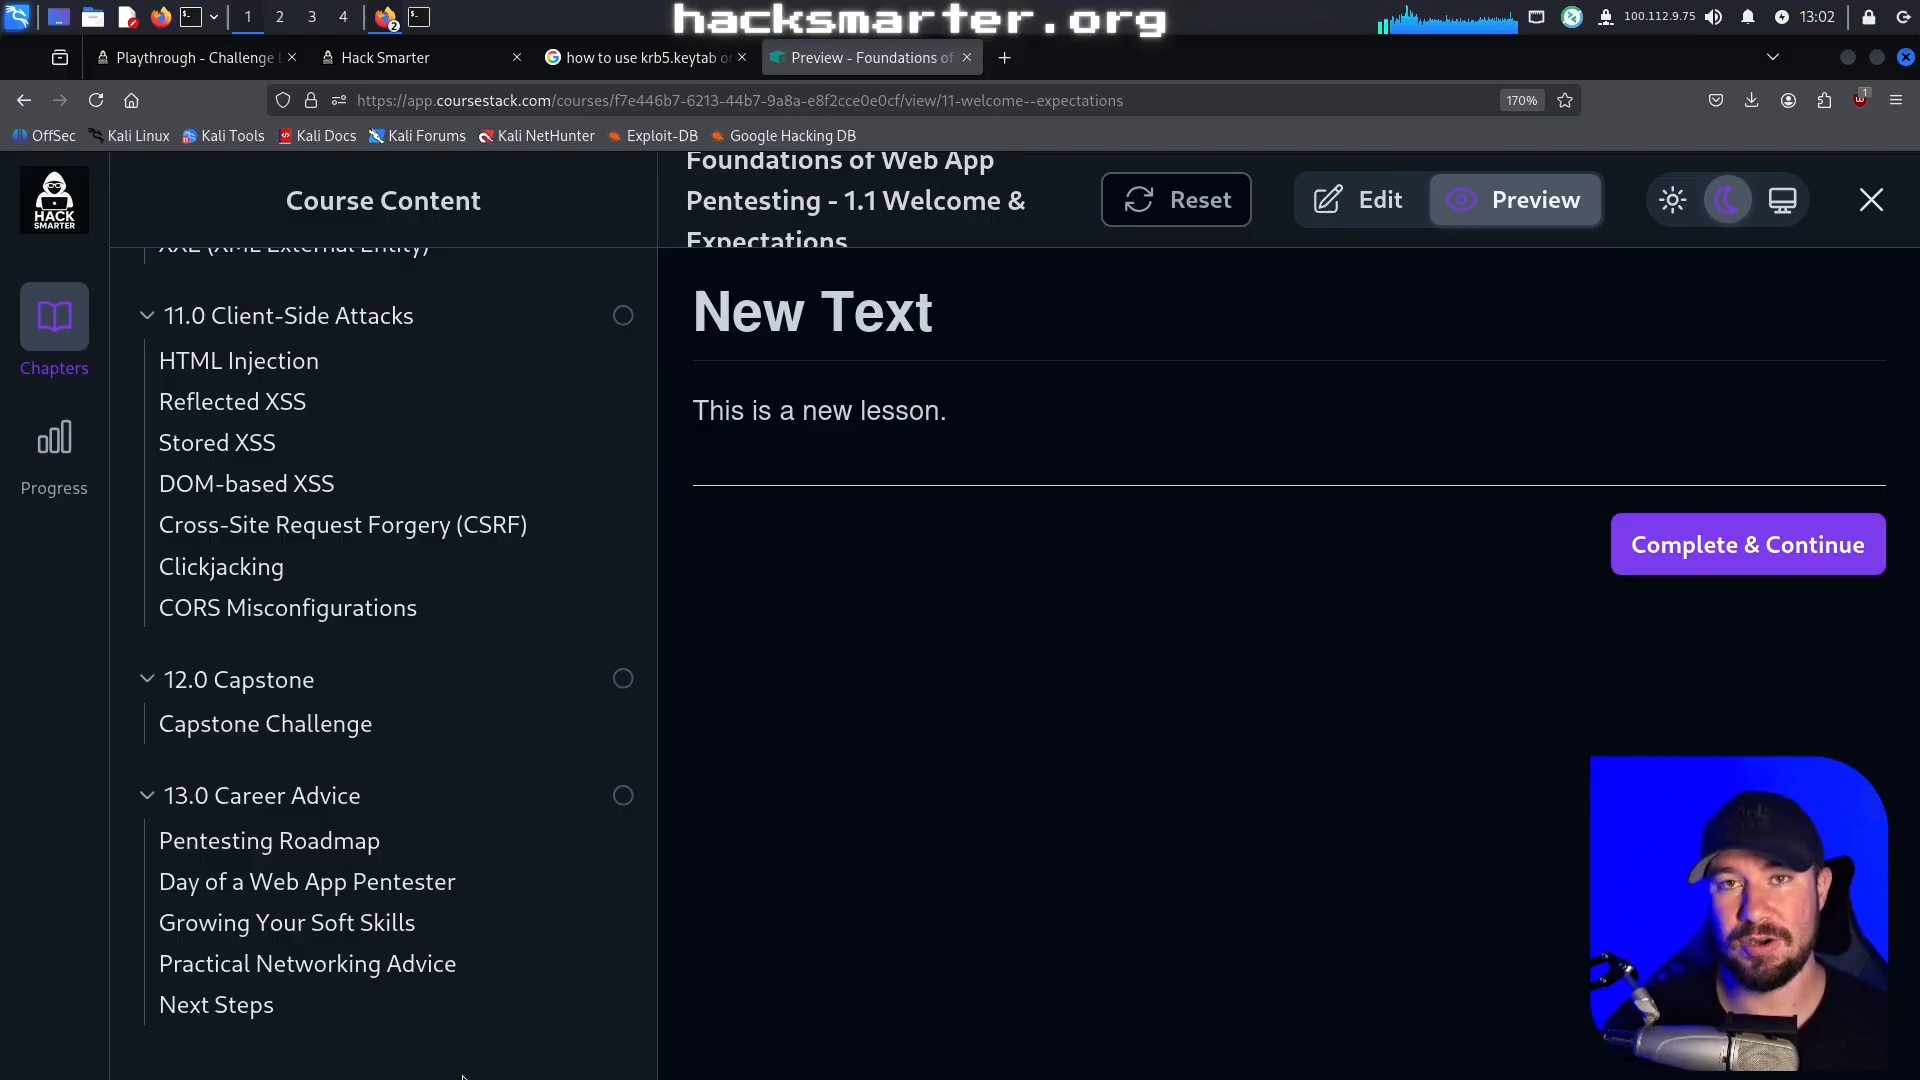 1
2
3
4
2
hacksmarter.org
100.112.9.75
13:02
Playthrough - Challenge
Hack Smarter
how to use krb5.keytab
Preview - Foundations of
https://app.coursestack.com/courses/f7e446b7-6213-44b7-9a8a-e8f2cce0e0cf/view/11-welcome--expectations
170%
1
OffSec
Kali Linux
Kali Tools
Kali Docs
Kali Forums
Kali NetHunter
Exploit-DB
Google Hacking DB
HACK
SMARTER
Course Content
Foundations of Web App
Pentesting - 1.1 Welcome &
Expectations
Reset
Edit
Preview
Chapters
Progress
XXE (XML External Entity)
11.0 Client-Side Attacks
HTML Injection
Reflected XSS
Stored XSS
DOM-based XSS
Cross-Site Request Forgery (CSRF)
Clickjacking
CORS Misconfigurations
12.0 Capstone
Capstone Challenge
13.0 Career Advice
Pentesting Roadmap
Day of a Web App Pentester
Growing Your Soft Skills
Practical Networking Advice
Next Steps
New Text
This is a new lesson.
Complete & Continue